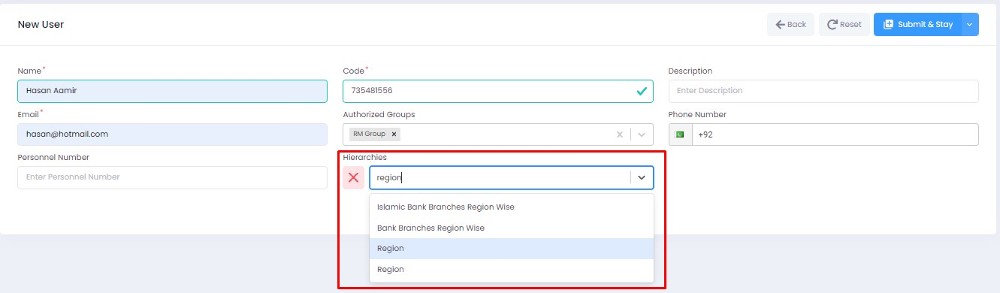 New User
Back
Reset
Submit & Stay
Name *
Code *
Description
Hasan Aamir
735481556
Enter Description
Email *
Authorized Groups
Phone Number
hasan@hotmail.com
RM Group
+92
Personnel Number
Hierarchies
Enter Personnel Number
region
Islamic Bank Branches Region Wise
Bank Branches Region Wise
Region
Region